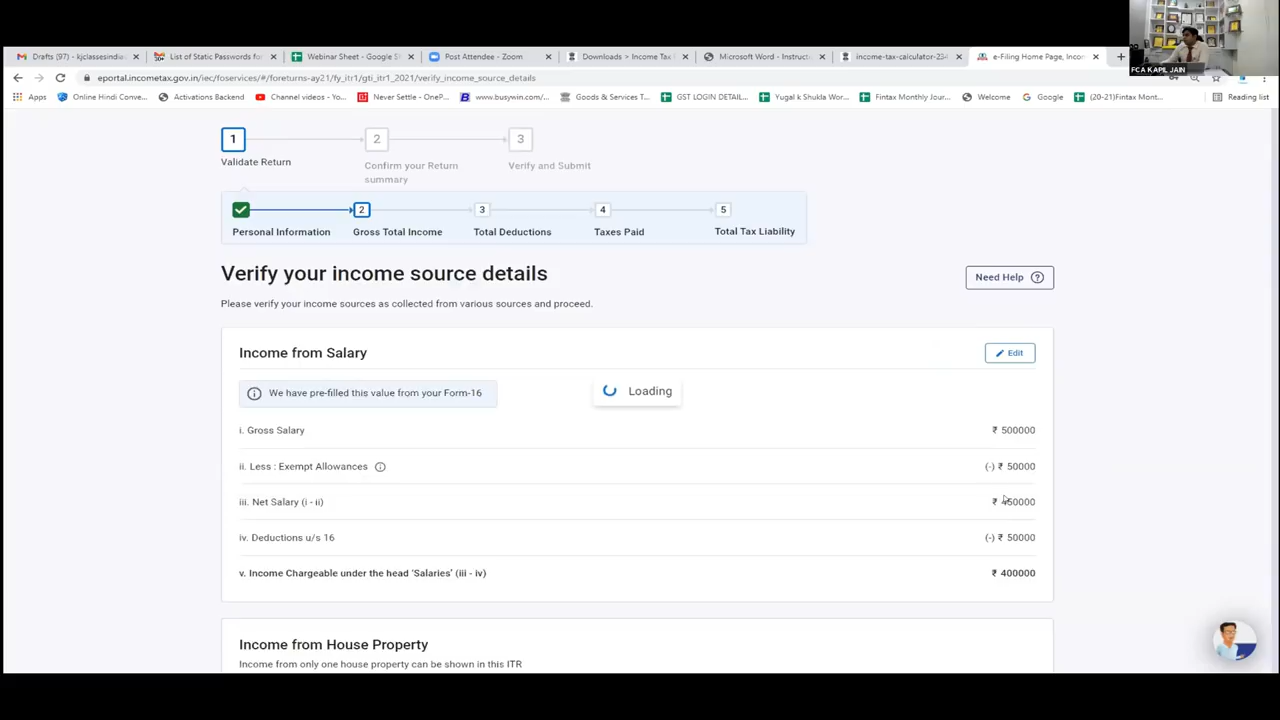 Drafts (97) - kjclassesindia
List of Static Passwords for
Webinar Sheet - Google S
Post Attendee - Zoom
Downloads > Income Tax
Microsoft Word - Instruct
income-tax-calculator-234
e-Filing Home Page, Incom
FCA KAPIL JAIN
eportal.incometax.gov.in/iec/foservices/#/foreturns-ay21/fy_itr1/gti_itr1_2021/verify_income_source_details
Apps
Online Hindi Conve...
Activations Backend
Channel videos - Yo...
Never Settle - OneP...
www.busywin.com/...
Goods & Services T...
GST LOGIN DETAIL...
Yugal k Shukla Wor...
Fintax Monthly Jour...
Welcome
Google
(20-21)Fintax Mont...
Reading list
1
2
3
Validate Return
Confirm your Return
summary
Verify and Submit
2
3
4
5
Personal Information
Gross Total Income
Total Deductions
Taxes Paid
Total Tax Liability
Verify your income source details
Need Help ?
Please verify your income sources as collected from various sources and proceed.
Income from Salary
Edit
We have pre-filled this value from your Form-16
Loading
i. Gross Salary ₹ 500000
ii. Less : Exempt Allowances (-) ₹ 50000
iii. Net Salary (i - ii) ₹ 450000
iv. Deductions u/s 16 (-) ₹ 50000
v. Income Chargeable under the head ‘Salaries’ (iii - iv) ₹ 400000
Income from House Property
Income from only one house property can be shown in this ITR